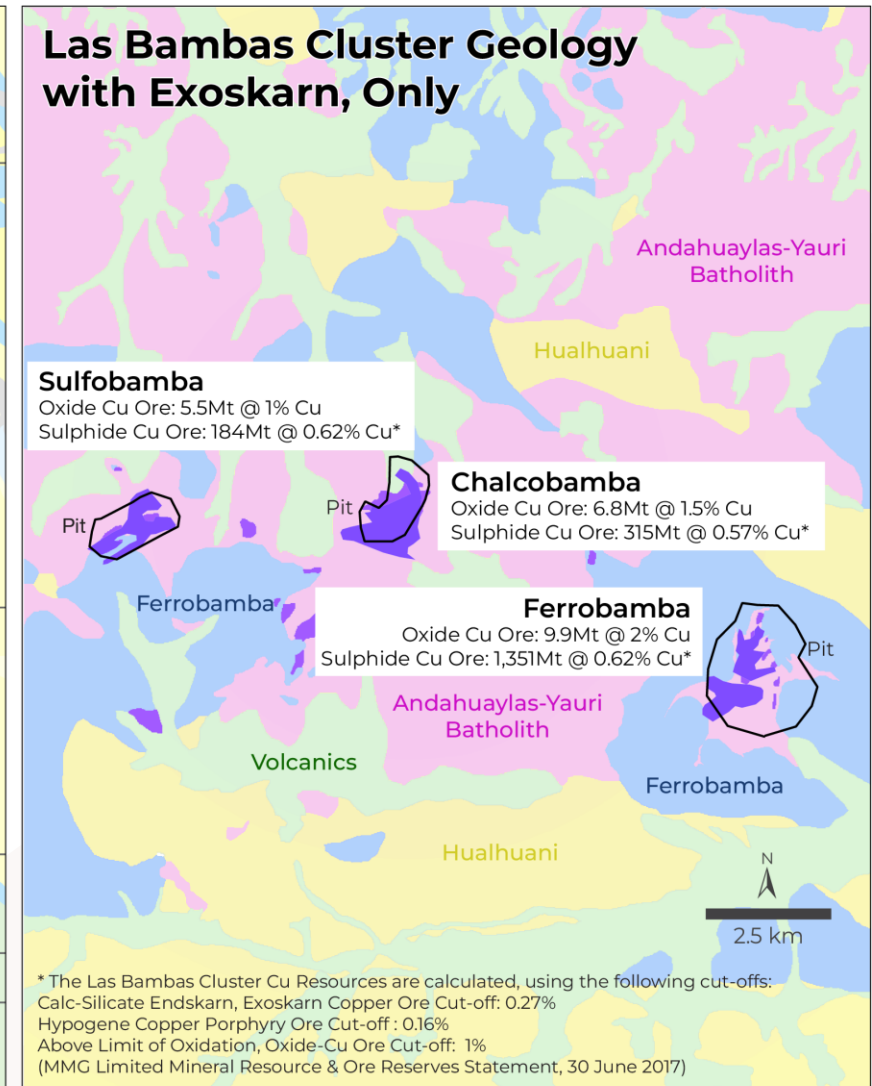 Las Bambas Cluster Geology
with Exoskarn, Only
Andahuaylas-Yauri
Batholith
Hualhuani
Sulfobamba
Oxide Cu Ore: 5.5Mt @ 1% Cu
Sulphide Cu Ore: 184Mt @ 0.62% Cu*
Pit
Pit
Chalcobamba
Oxide Cu Ore: 6.8Mt @ 1.5% Cu
Sulphide Cu Ore: 315Mt @ 0.57% Cu*
Ferrobamba
Ferrobamba
Oxide Cu Ore: 9.9Mt @ 2% Cu
Sulphide Cu Ore: 1,351Mt @ 0.62% Cu*
Pit
Andahuaylas-Yauri
Batholith
Volcanics
Ferrobamba
Hualhuani
N
2.5 km
* The Las Bambas Cluster Cu Resources are calculated, using the following cut-offs:
Calc-Silicate Endskarn, Exoskarn Copper Ore Cut-off: 0.27%
Hypogene Copper Porphyry Ore Cut-off : 0.16%
Above Limit of Oxidation, Oxide-Cu Ore Cut-off: 1%
(MMG Limited Mineral Resource & Ore Reserves Statement, 30 June 2017)